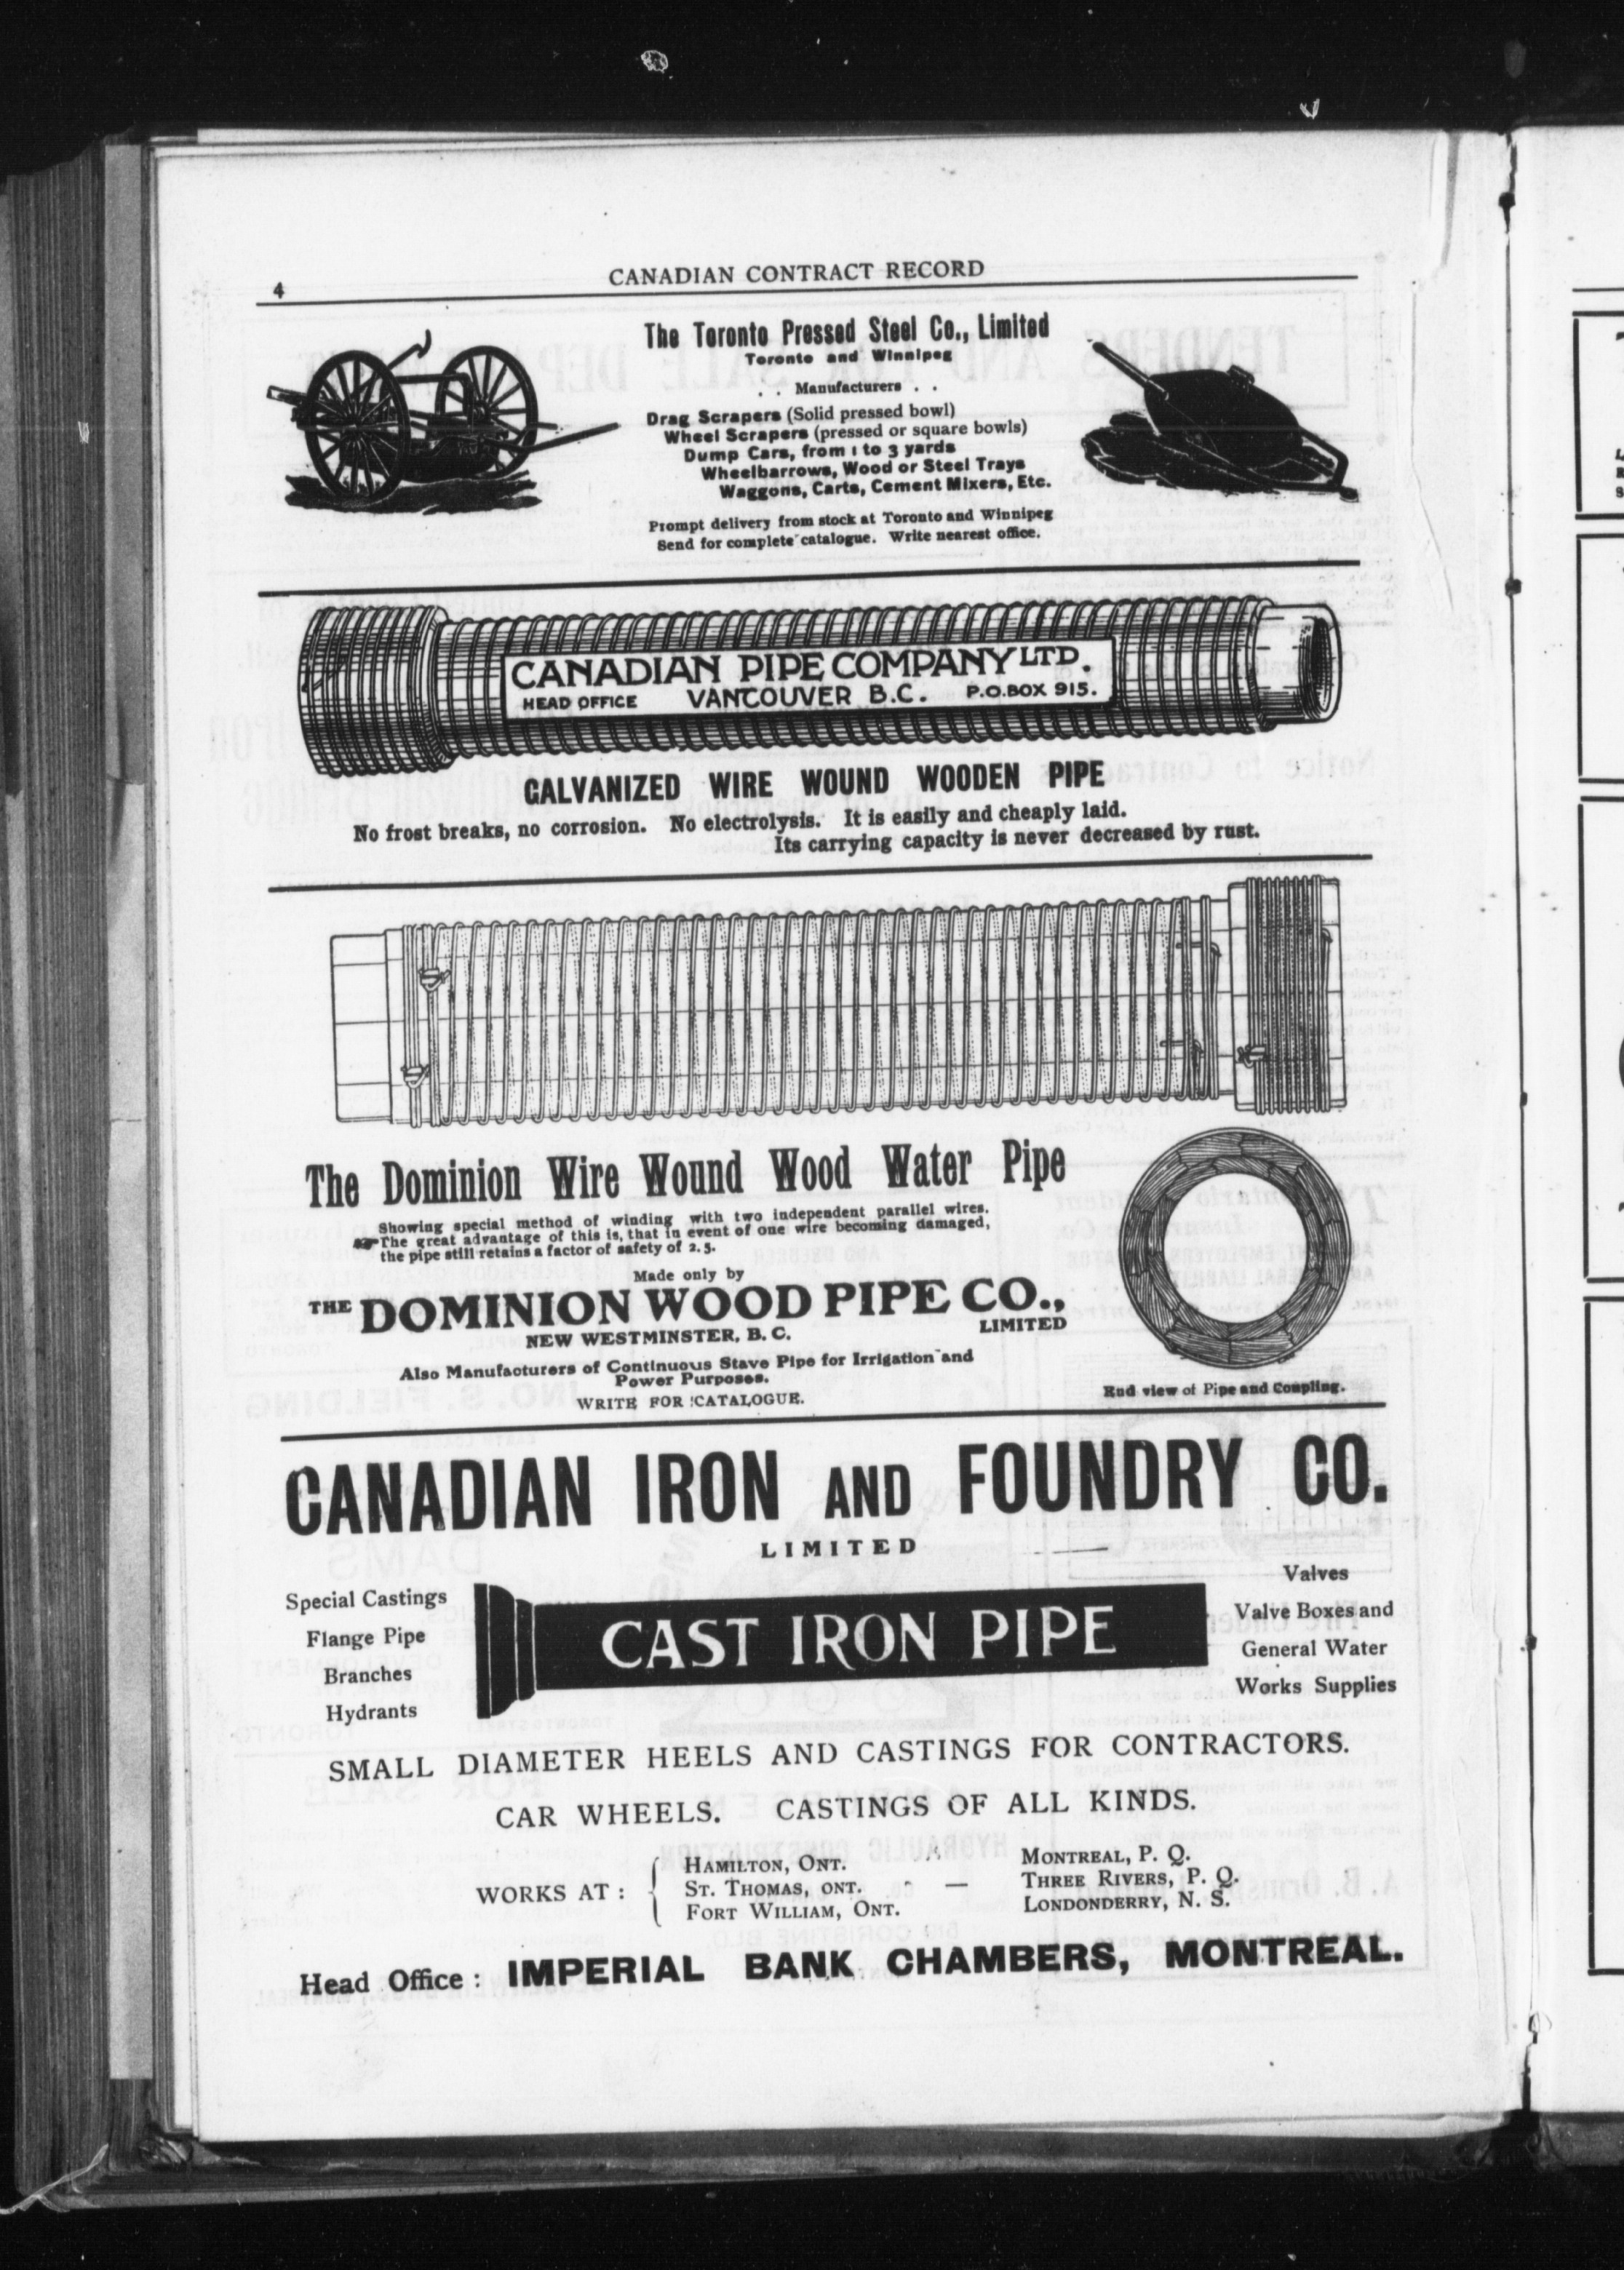 4
CANADIAN CONTRACT RECORD
The Toronto Pressed Steel Co., Limited
Toronto and Winnipeg
. . Manufacturers . .
Drag Scrapers (Solid pressed bowl)
Wheel Scrapers (pressed or square bowls)
Dump Cars, from 1 to 3 yards
Wheelbarrows, Wood or Steel Trays
Waggons, Carts, Cement Mixers, Etc.
Prompt delivery from stock at Toronto and Winnipeg
Send for complete catalogue. Write nearest office.
CANADIAN PIPE COMPANY LTD.
HEAD OFFICE VANCOUVER B.C. P.O.BOX 915.
GALVANIZED WIRE WOUND WOODEN PIPE
No frost breaks, no corrosion. No electrolysis. It is easily and cheaply laid.
Its carrying capacity is never decreased by rust.
The Dominion Wire Wound Wood Water Pipe
Showing special method of winding with two independent parallel wires.
☞The great advantage of this is, that in event of one wire becoming damaged,
the pipe still retains a factor of safety of 2.5.
Made only by
THE DOMINION WOOD PIPE CO.,
LIMITED
NEW WESTMINSTER, B. C.
Also Manufacturers of Continuous Stave Pipe for Irrigation and
Power Purposes.
WRITE FOR CATALOGUE.
End view of Pipe and Coupling.
CANADIAN IRON AND FOUNDRY CO.
LIMITED
Special Castings
Flange Pipe
Branches
Hydrants
CAST IRON PIPE
Valves
Valve Boxes and
General Water
Works Supplies
SMALL DIAMETER HEELS AND CASTINGS FOR CONTRACTORS.
CAR WHEELS. CASTINGS OF ALL KINDS.
WORKS AT :
HAMILTON, ONT.
ST. THOMAS, ONT. - —
FORT WILLIAM, ONT.
MONTREAL, P. Q.
THREE RIVERS, P. Q.
LONDONDERRY, N. S.
Head Office : IMPERIAL BANK CHAMBERS, MONTREAL.